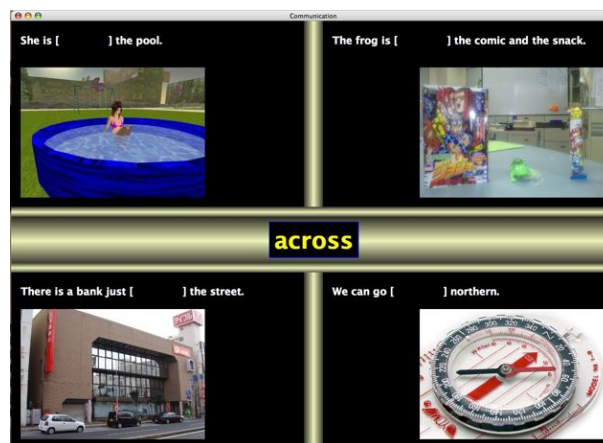 Communication
She is [ ] the pool.
The frog is [ ] the comic and the snack.
across
There is a bank just [ ] the street.
We can go [ ] northern.